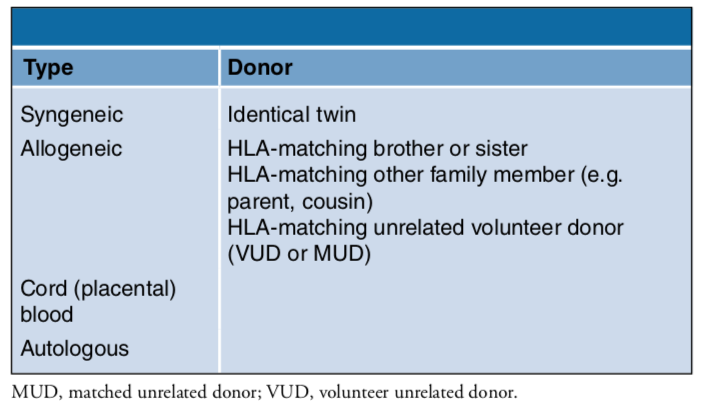 Type Donor
Syngeneic Identical twin
Allogeneic HLA-matching brother or sister
HLA-matching other family member (e.g.
parent, cousin)
HLA-matching unrelated volunteer donor
(VUD or MUD)
Cord (placental)
blood
Autologous
MUD, matched unrelated donor; VUD, volunteer unrelated donor.